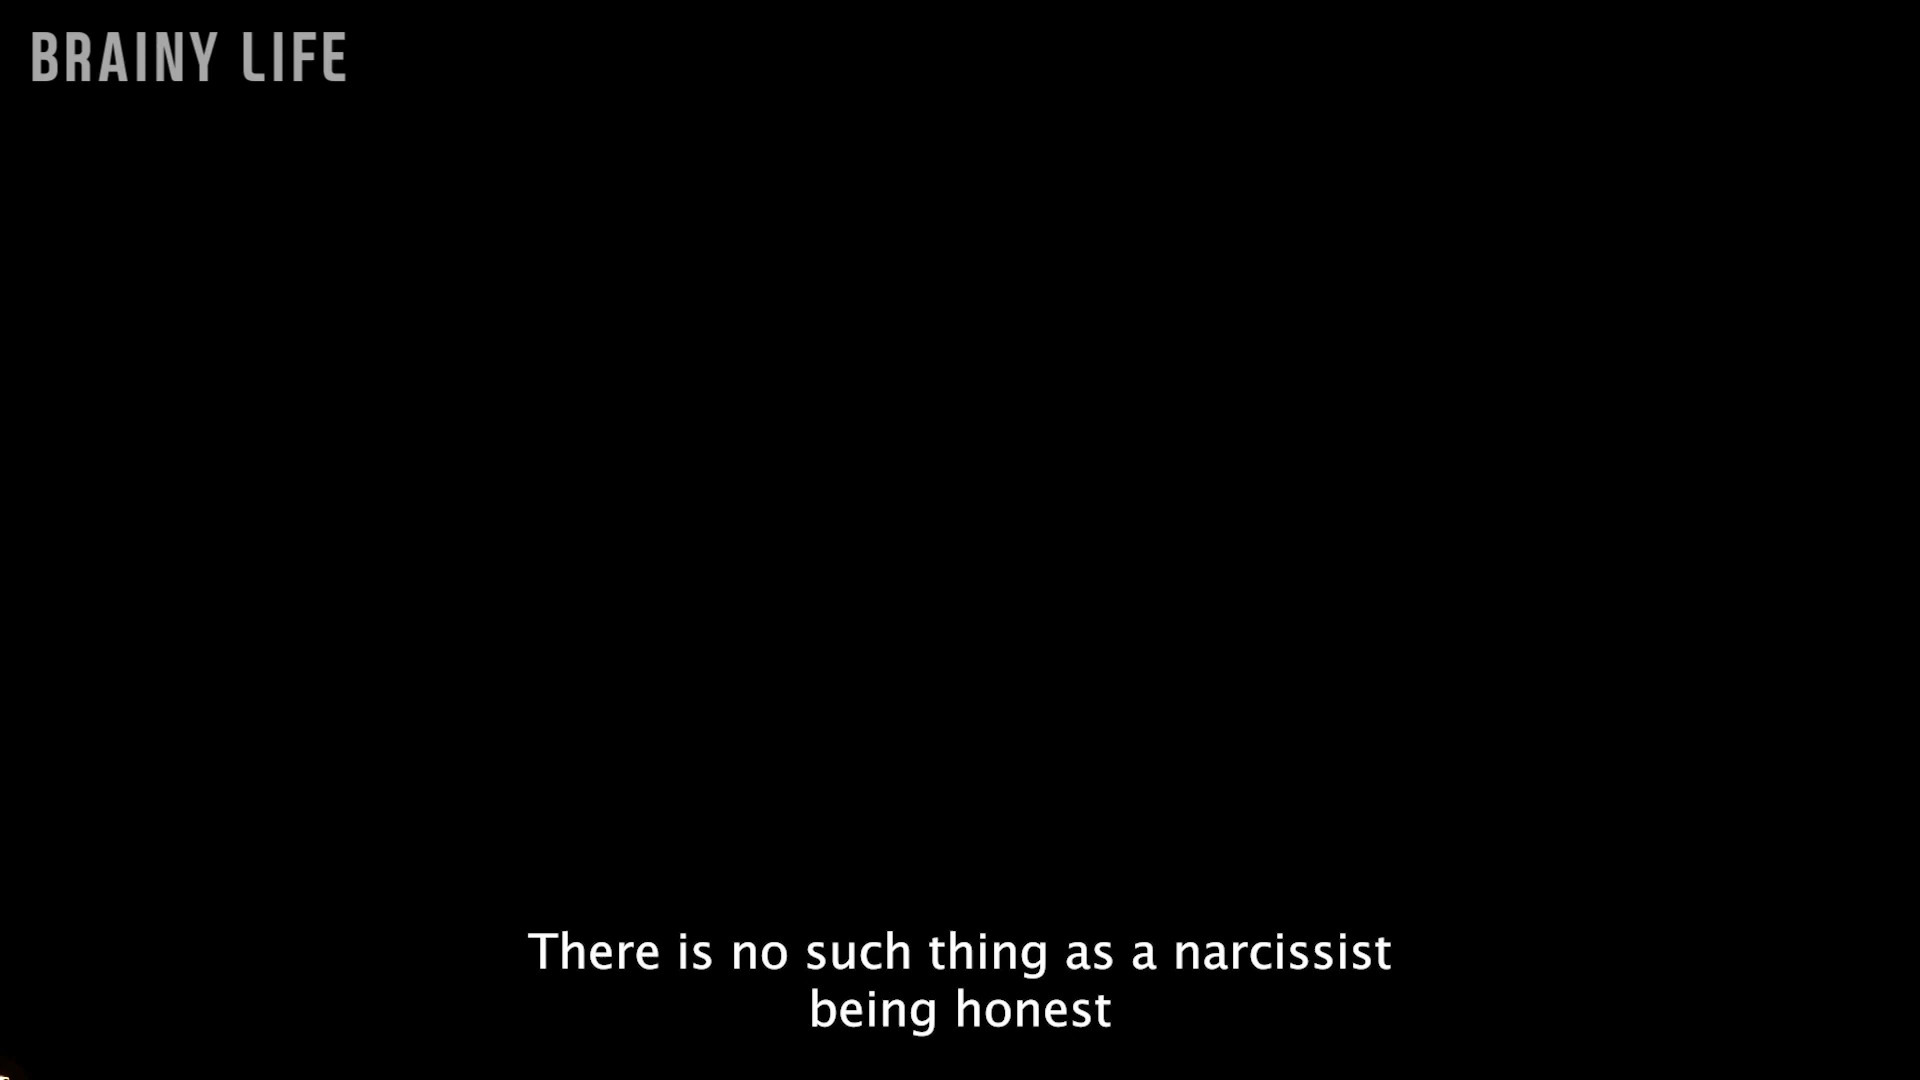 BRAINY LIFE
There is no such thing as a narcissist
being honest